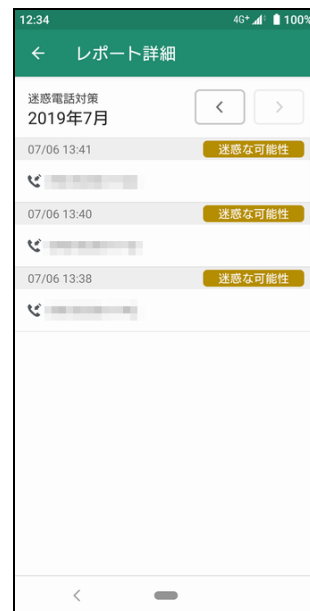 12:34 4G+ 100%
← レポート詳細
迷惑電話対策
2019年7月
07/06 13:41 迷惑な可能性
07/06 13:40 迷惑な可能性
07/06 13:38 迷惑な可能性